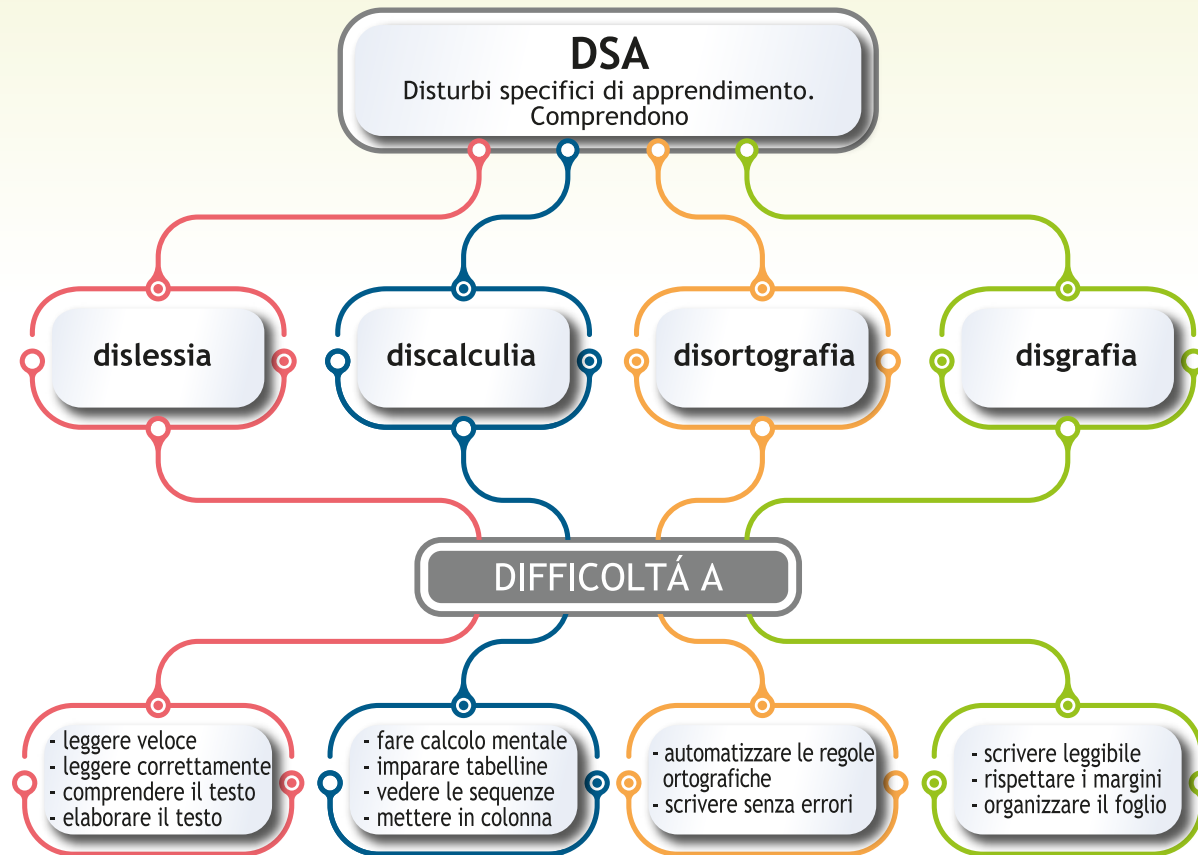 DSA
Disturbi specifici di apprendimento.
Comprendono
dislessia
discalculia
disortografia
disgrafia
DIFFICOLTÁ A
- leggere veloce
- leggere correttamente
- comprendere il testo
- elaborare il testo
- fare calcolo mentale
- imparare tabelline
- vedere le sequenze
- mettere in colonna
- automatizzare le regole
ortografiche
- scrivere senza errori
- scrivere leggibile
- rispettare i margini
- organizzare il foglio